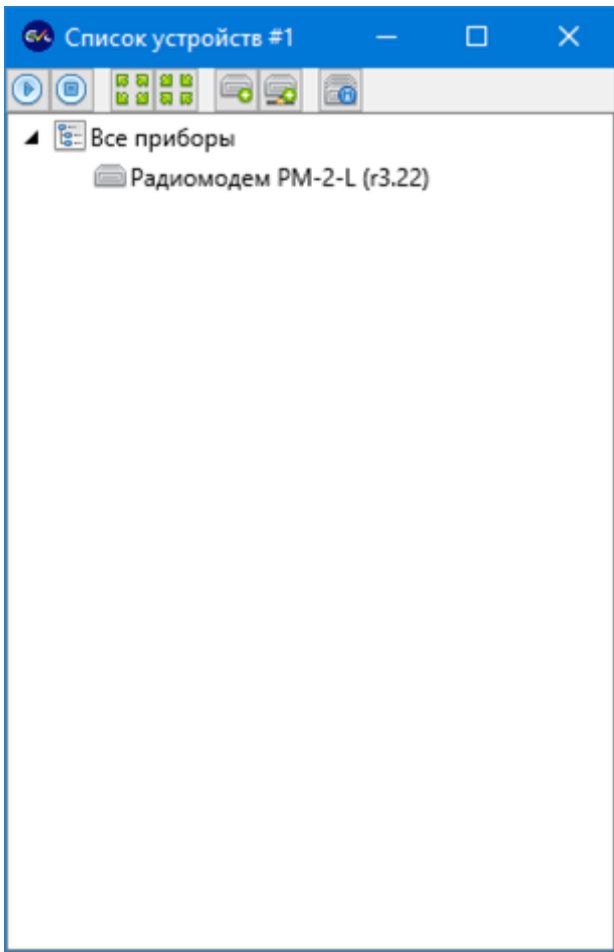 Список устройств #1
Все приборы
Радиомодем РМ-2-L (r3.22)